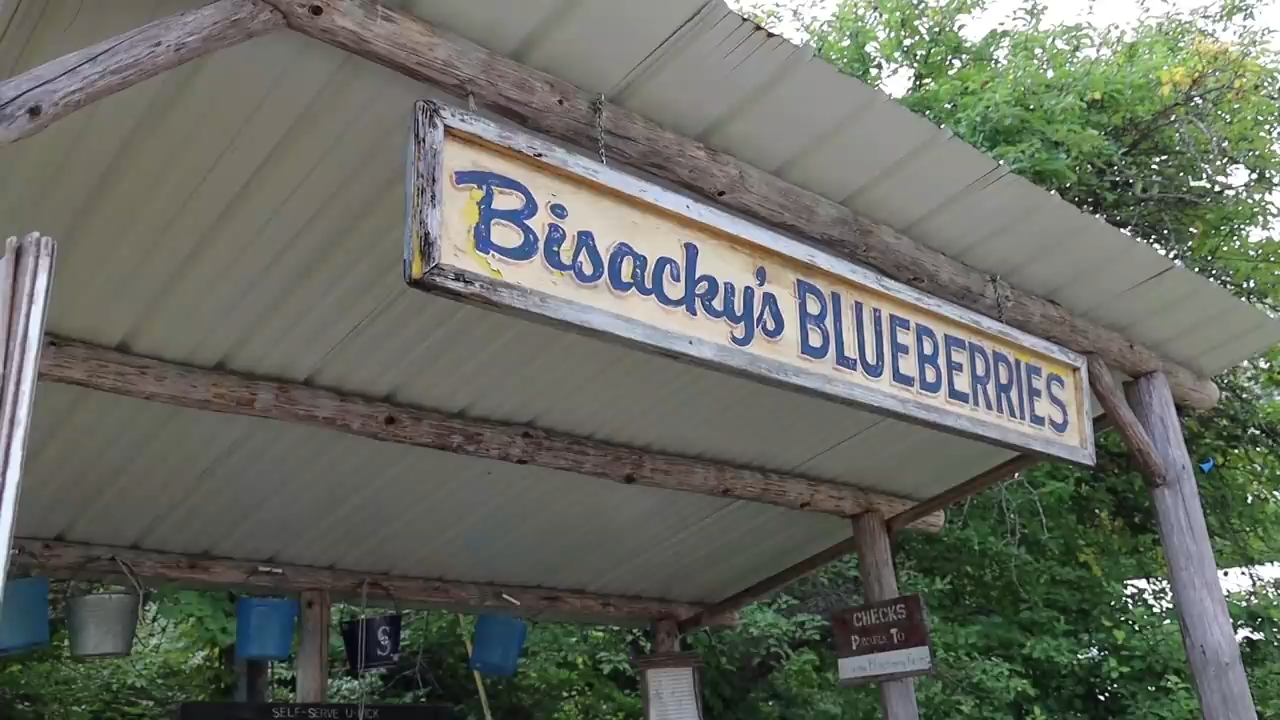 Bisacky's BLUEBERRIES
S
CHECKS
PAYABLE TO
SELF-SERVE U-PICK